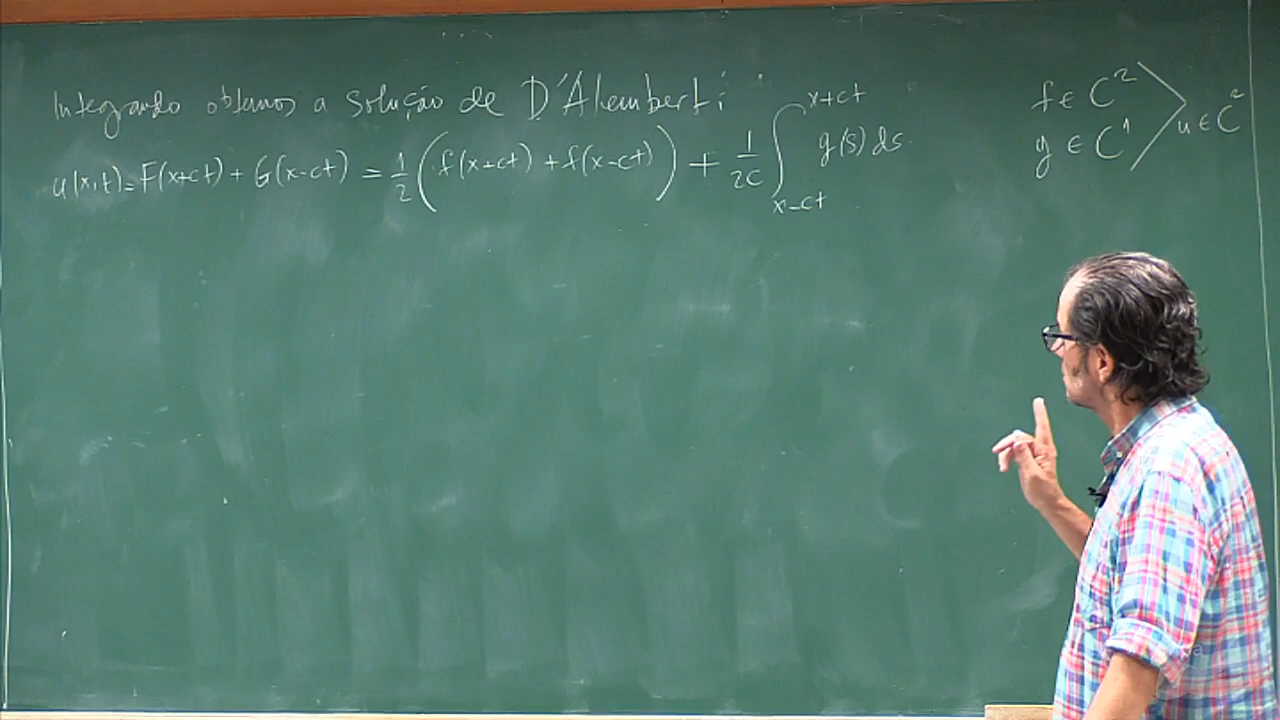 Integrando obtemos a solução de D'Alembert:
u(x,t) = F(x+ct) + G(x-ct) = 1/2 (f(x+ct) + f(x-ct)) + 1/2c ∫_{x-ct}^{x+ct} g(s) ds.
f ∈ C²
g ∈ C¹
u ∈ C²